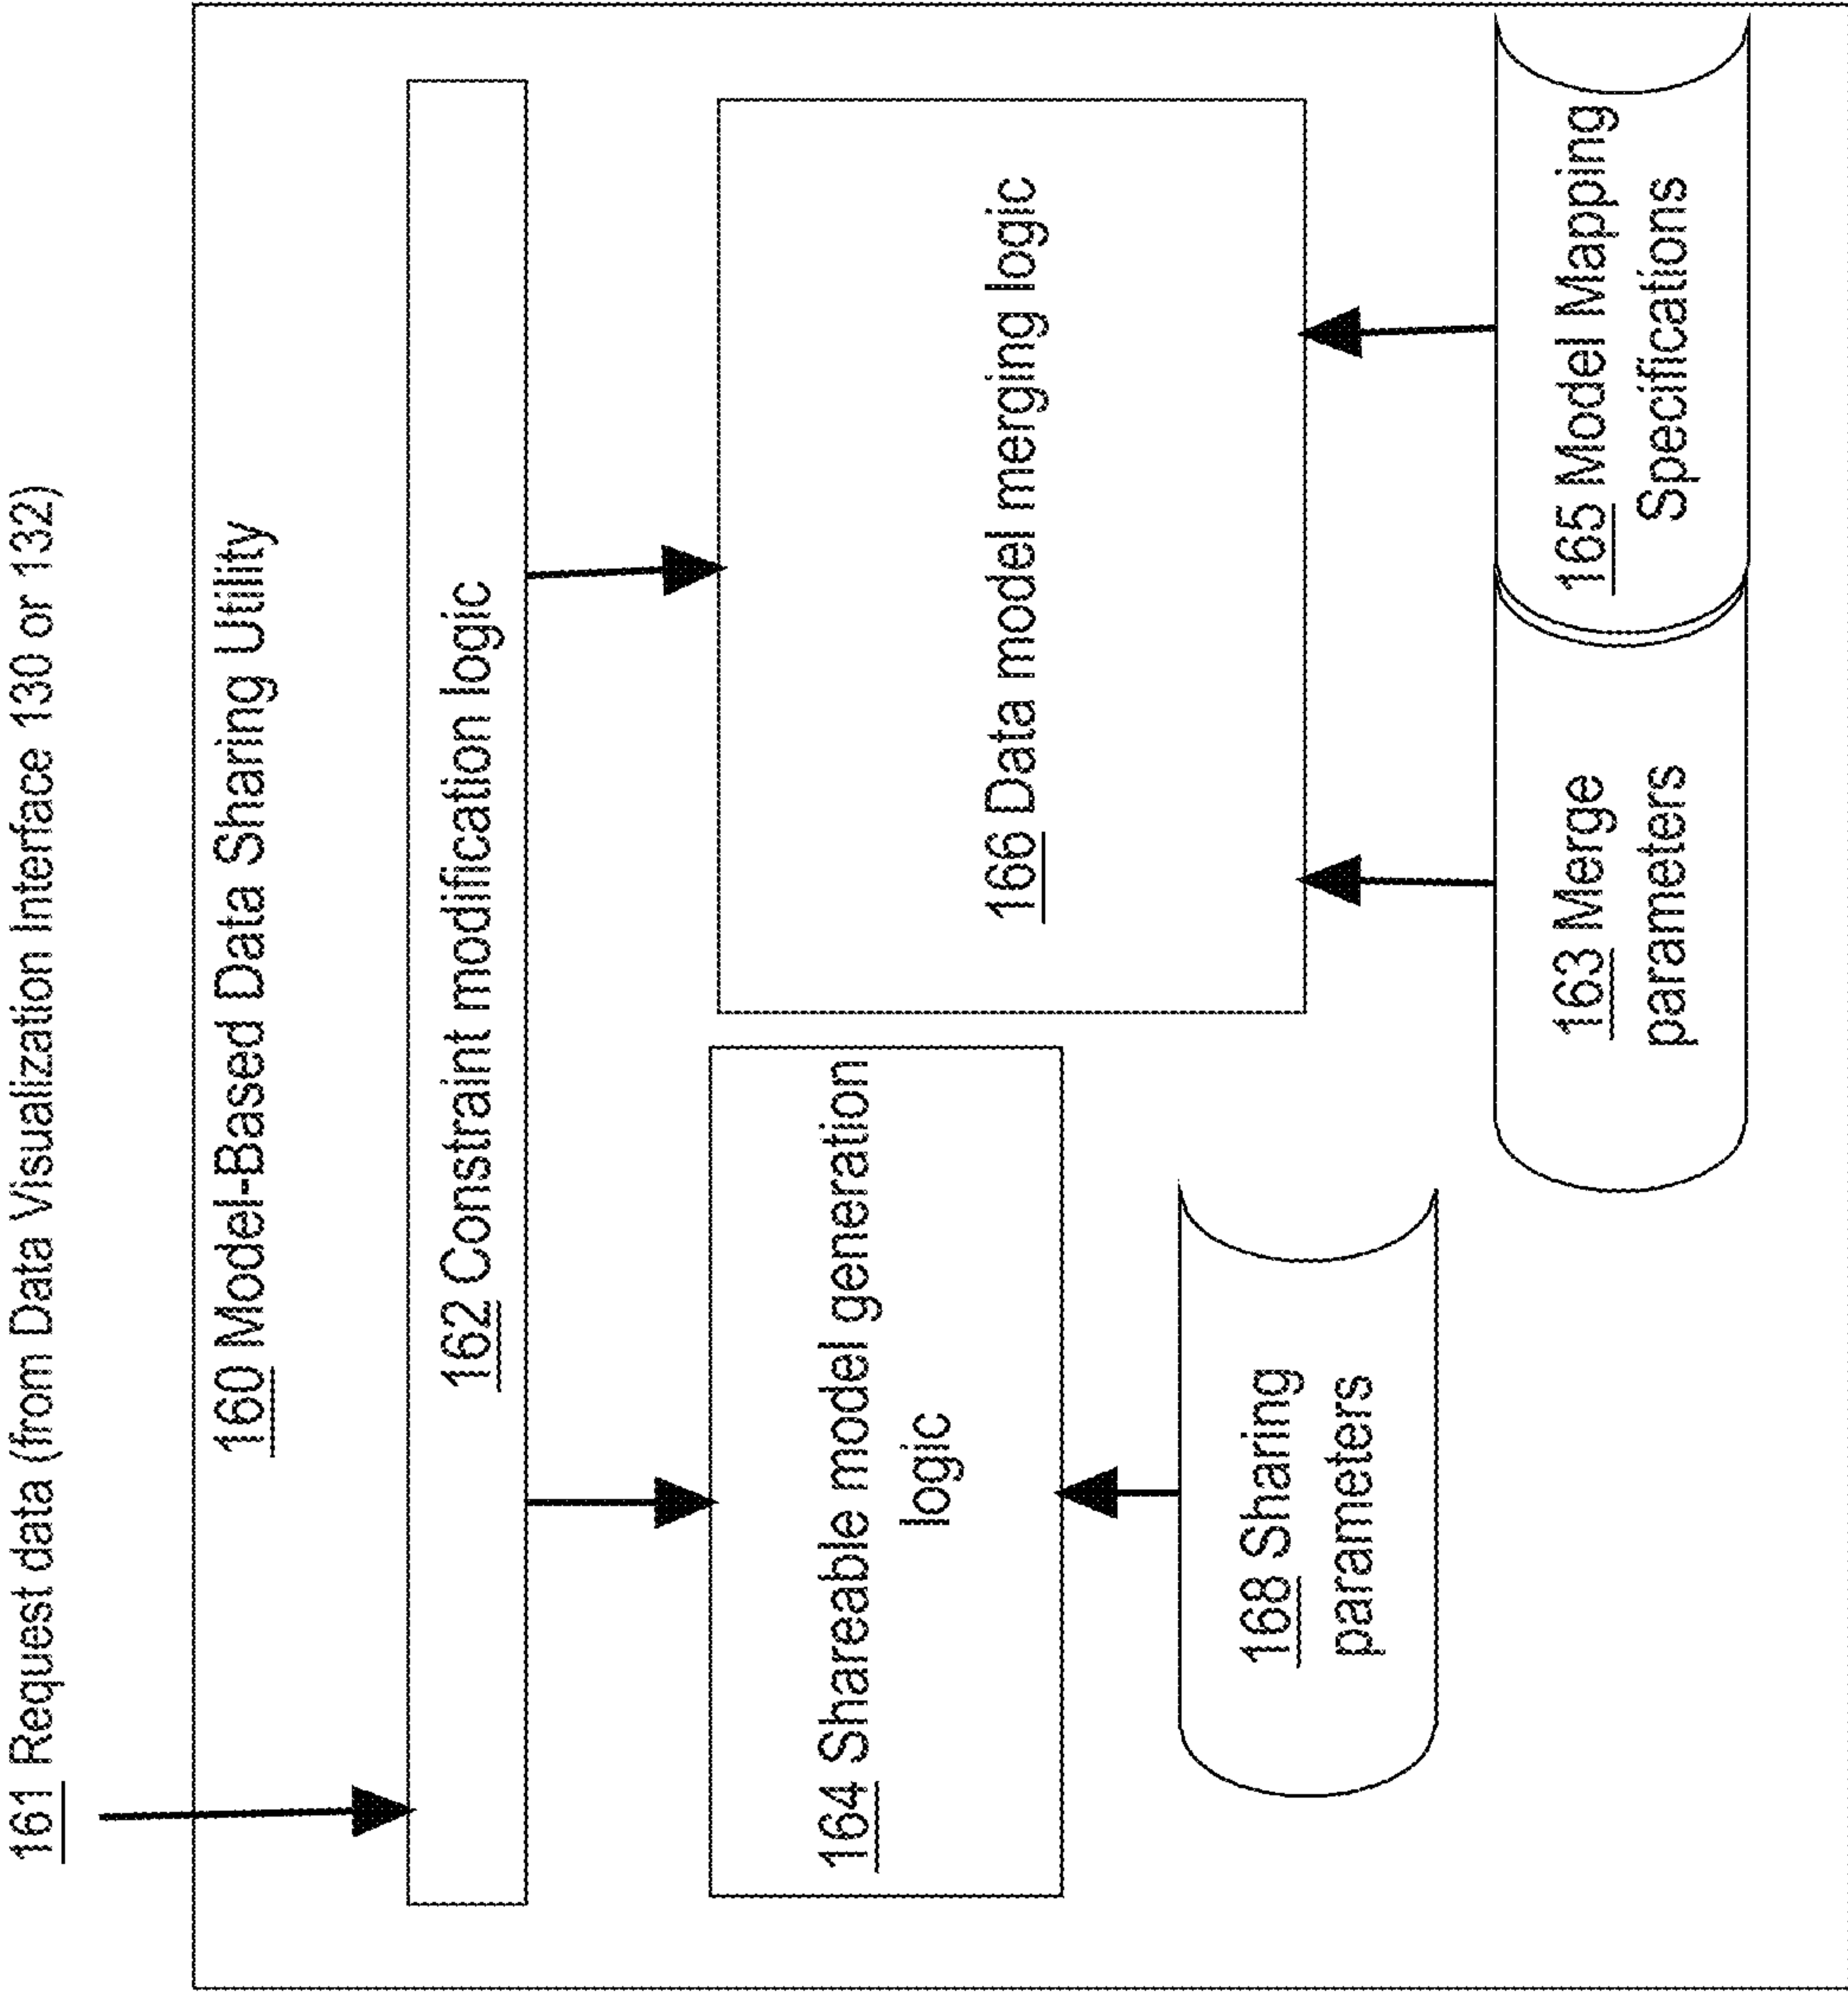 161 Request data (from Data Visualization Interface 130 or 132)
160 Model-Based Data Sharing Utility
162 Constraint modification logic
164 Shareable model generation
logic
166 Data model merging logic
168 Sharing
parameters
163 Merge
parameters
165 Model Mapping
Specifications